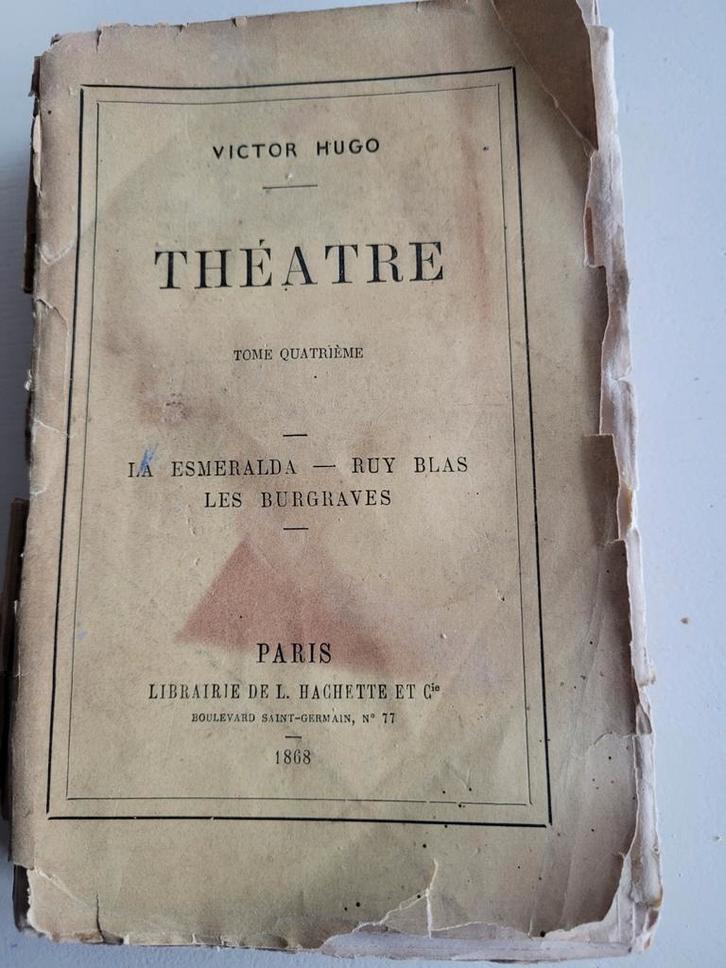 VICTOR HUGO
THÉATRE
TOME QUATRIÈME
LA ESMERALDA — RUY BLAS
LES BURGRAVES
PARIS
LIBRAIRIE DE L. HACHETTE ET Cie
BOULEVARD SAINT-GERMAIN, N° 77
1868